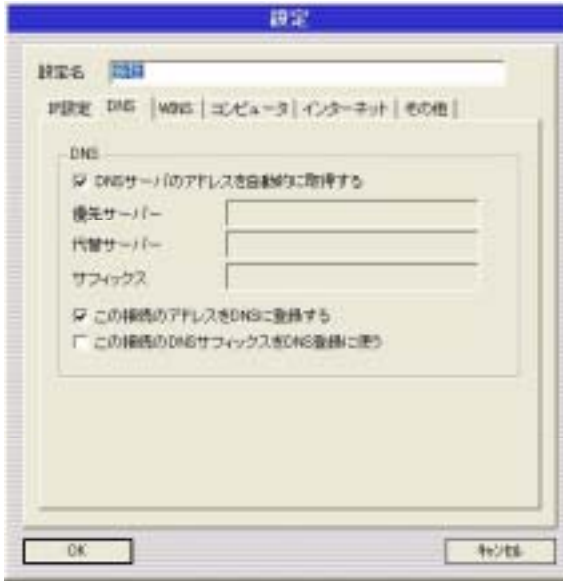 設定
設定名
IP設定 DNS WINS コンピュータ インターネット その他
DNS
DNSサーバのアドレスを自動的に取得する
優先サーバー
代替サーバー
サフィックス
この接続のアドレスをDNSに登録する
この接続のDNSサフィックスをDNS登録に使う
OK キャンセル